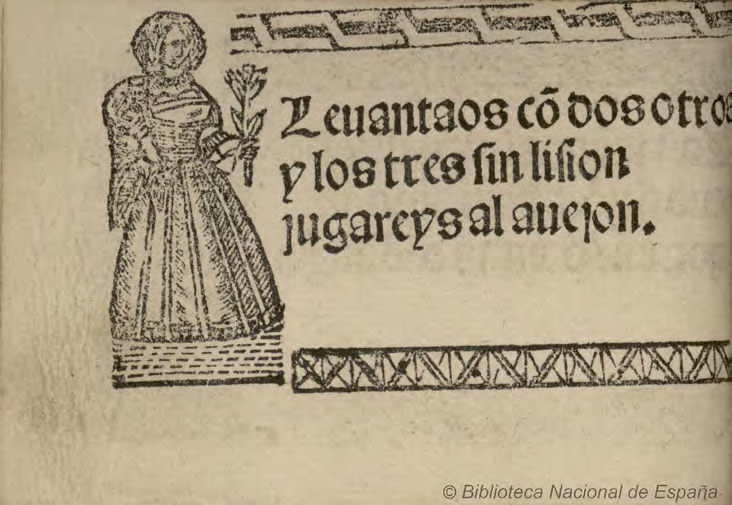 Leuantaos cõ dos otros
y los tres sin lision
jugareys al auejon.
© Biblioteca Nacional de España